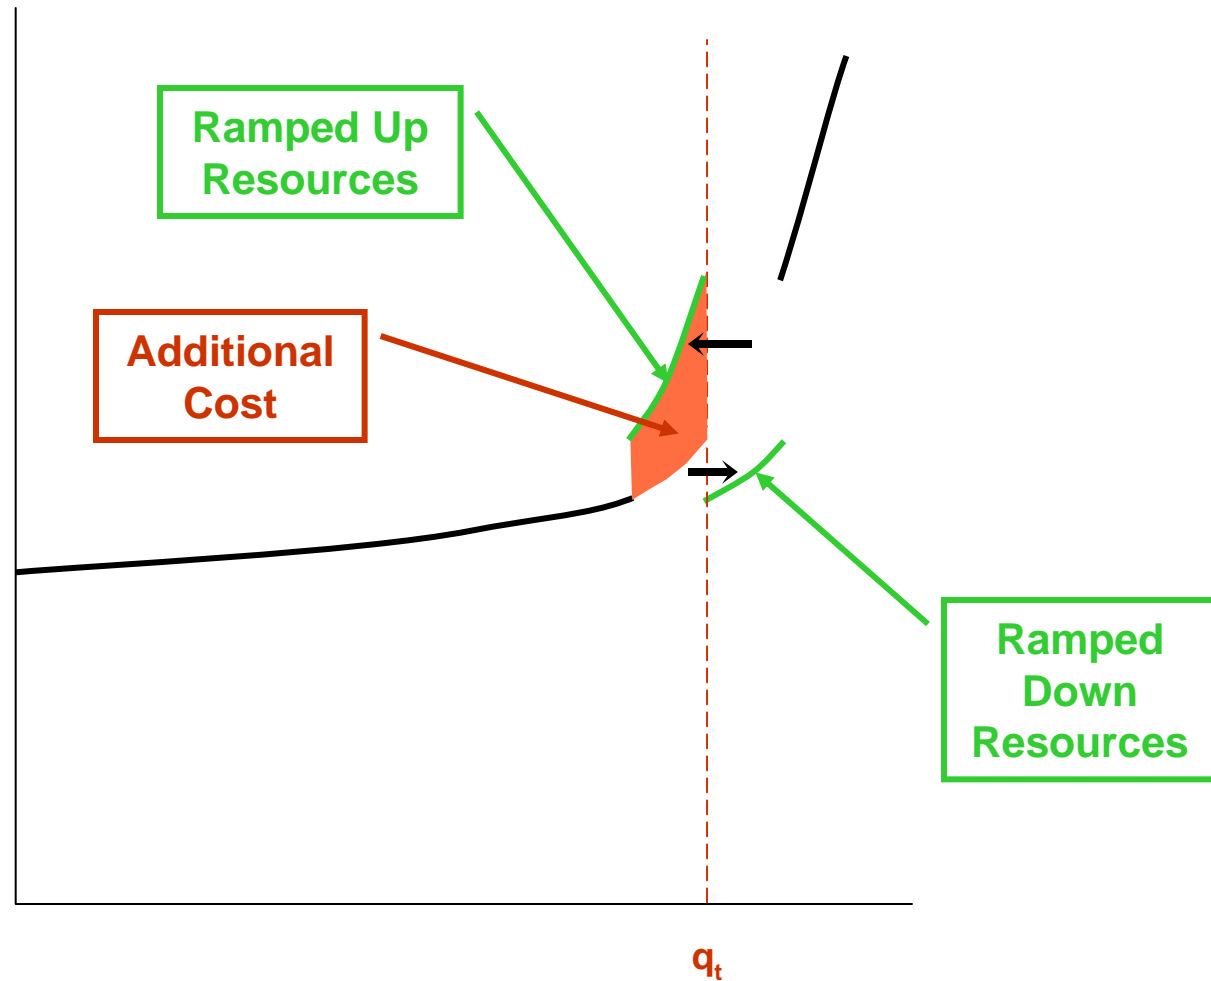 Ramped Up
Resources
Additional
Cost
Ramped
Down
Resources
qt